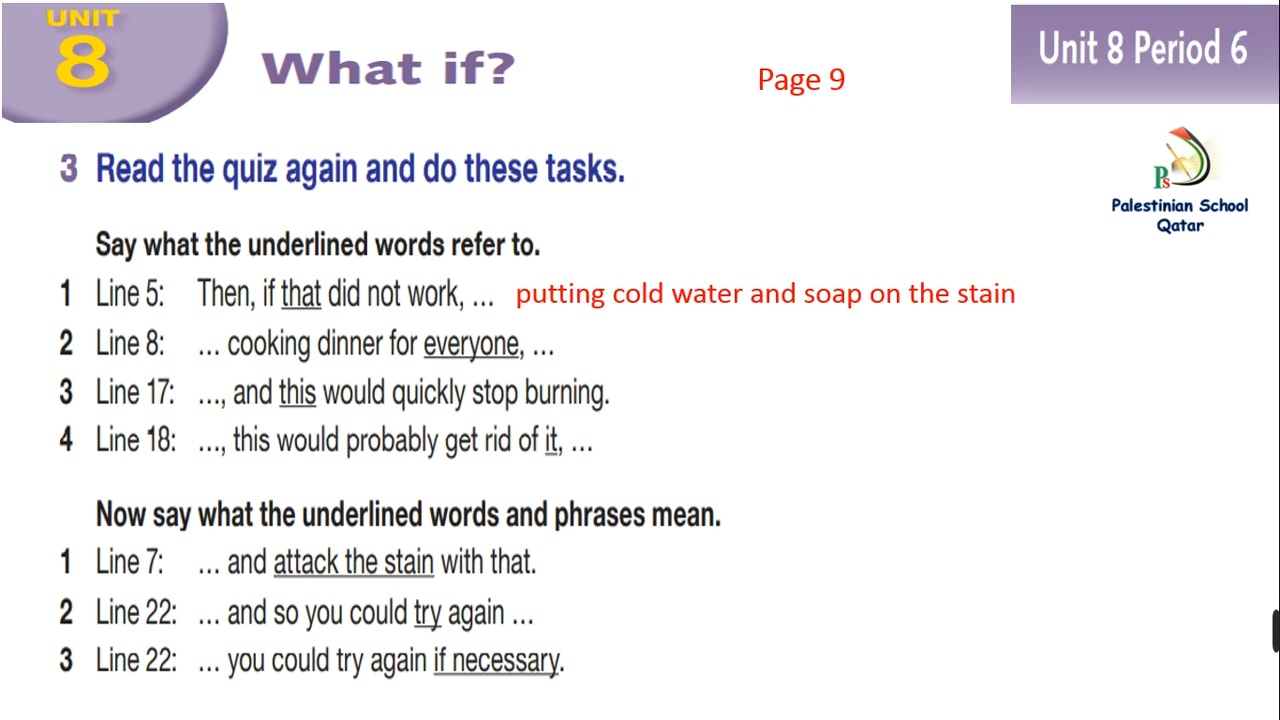 UNIT
8
What if?
Page 9
Unit 8 Period 6
Ps
Palestinian School
Qatar
3 Read the quiz again and do these tasks.
Say what the underlined words refer to.
1 Line 5: Then, if that did not work, ... putting cold water and soap on the stain
2 Line 8: ... cooking dinner for everyone, ...
3 Line 17: ..., and this would quickly stop burning.
4 Line 18: ..., this would probably get rid of it, ...
Now say what the underlined words and phrases mean.
1 Line 7: ... and attack the stain with that.
2 Line 22: ... and so you could try again ...
3 Line 22: ... you could try again if necessary.